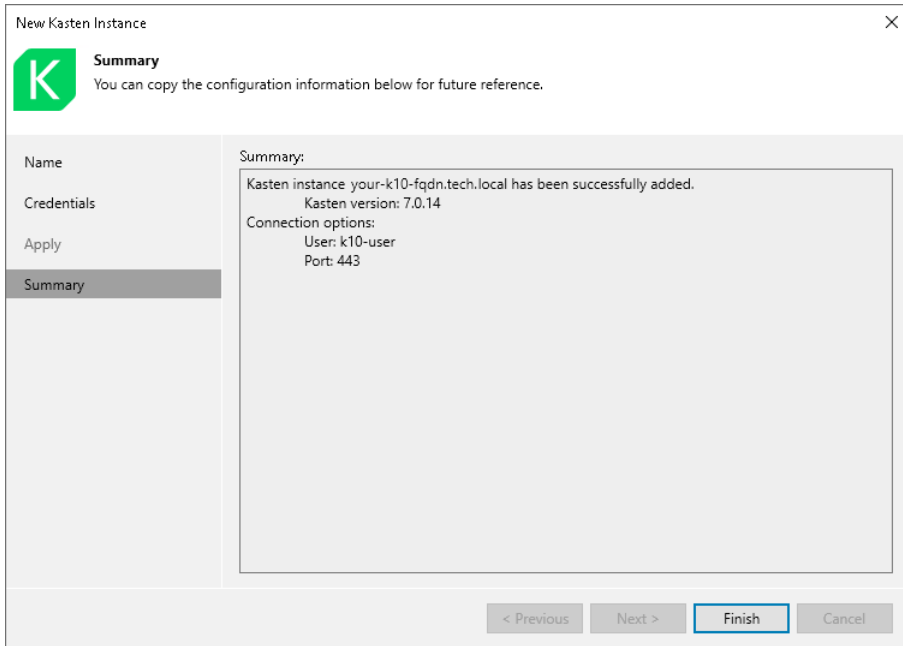 New Kasten Instance
K
Summary
You can copy the configuration information below for future reference.
Name
Credentials
Apply
Summary
Summary:
Kasten instance your-k10-fqdn.tech.local has been successfully added.
Kasten version: 7.0.14
Connection options:
User: k10-user
Port: 443
< Previous
Next >
Finish
Cancel